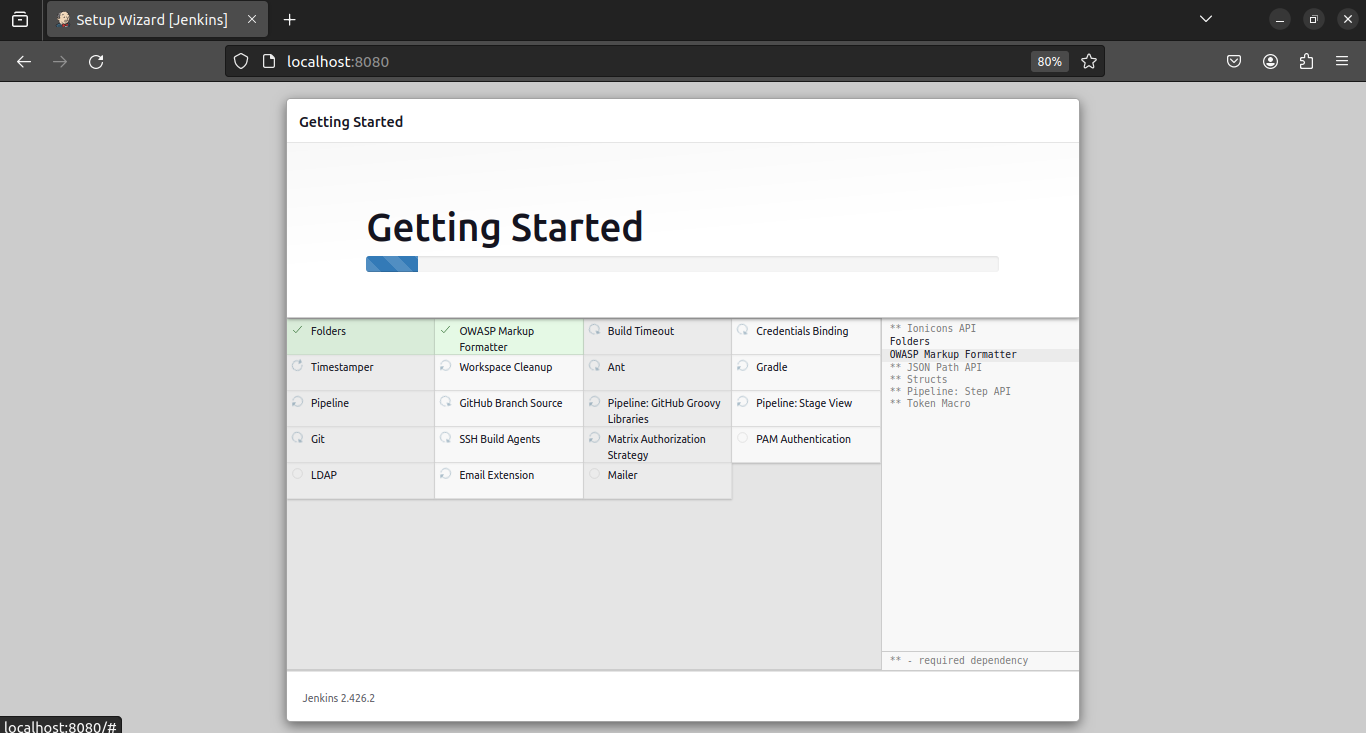 Setup Wizard [Jenkins]
localhost:8080
80%
Getting Started
Getting Started
Folders
OWASP Markup
Formatter
Build Timeout
Credentials Binding
Timestamper
Workspace Cleanup
Ant
Gradle
Pipeline
GitHub Branch Source
Pipeline: GitHub Groovy
Libraries
Pipeline: Stage View
Git
SSH Build Agents
Matrix Authorization
Strategy
PAM Authentication
LDAP
Email Extension
Mailer
** Ionicons API
Folders
OWASP Markup Formatter
** JSON Path API
** Structs
** Pipeline: Step API
** Token Macro
** - required dependency
Jenkins 2.426.2
localhost:8080/#